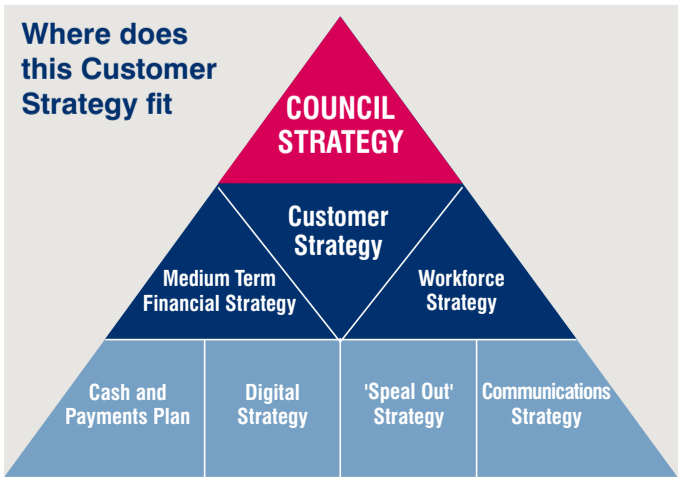 Where does
this Customer
Strategy fit
COUNCIL
STRATEGY
Customer
Strategy
Medium Term
Financial Strategy
Workforce
Strategy
Cash and
Payments Plan
Digital
Strategy
'Speal Out'
Strategy
Communications
Strategy